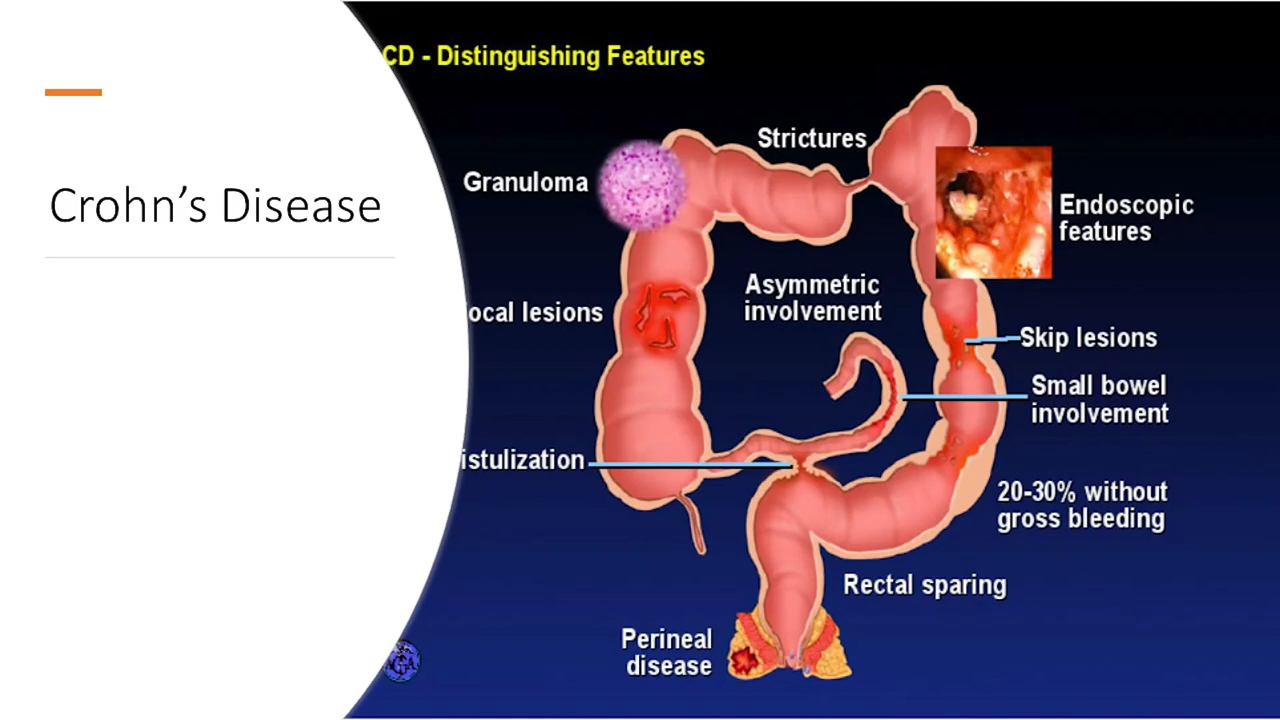 CD - Distinguishing Features
Crohn's Disease
Strictures
Granuloma
Endoscopic
features
Asymmetric
involvement
ocal lesions
Skip lesions
Small bowel
involvement
istulization
20-30% without
gross bleeding
Rectal sparing
Perineal
disease